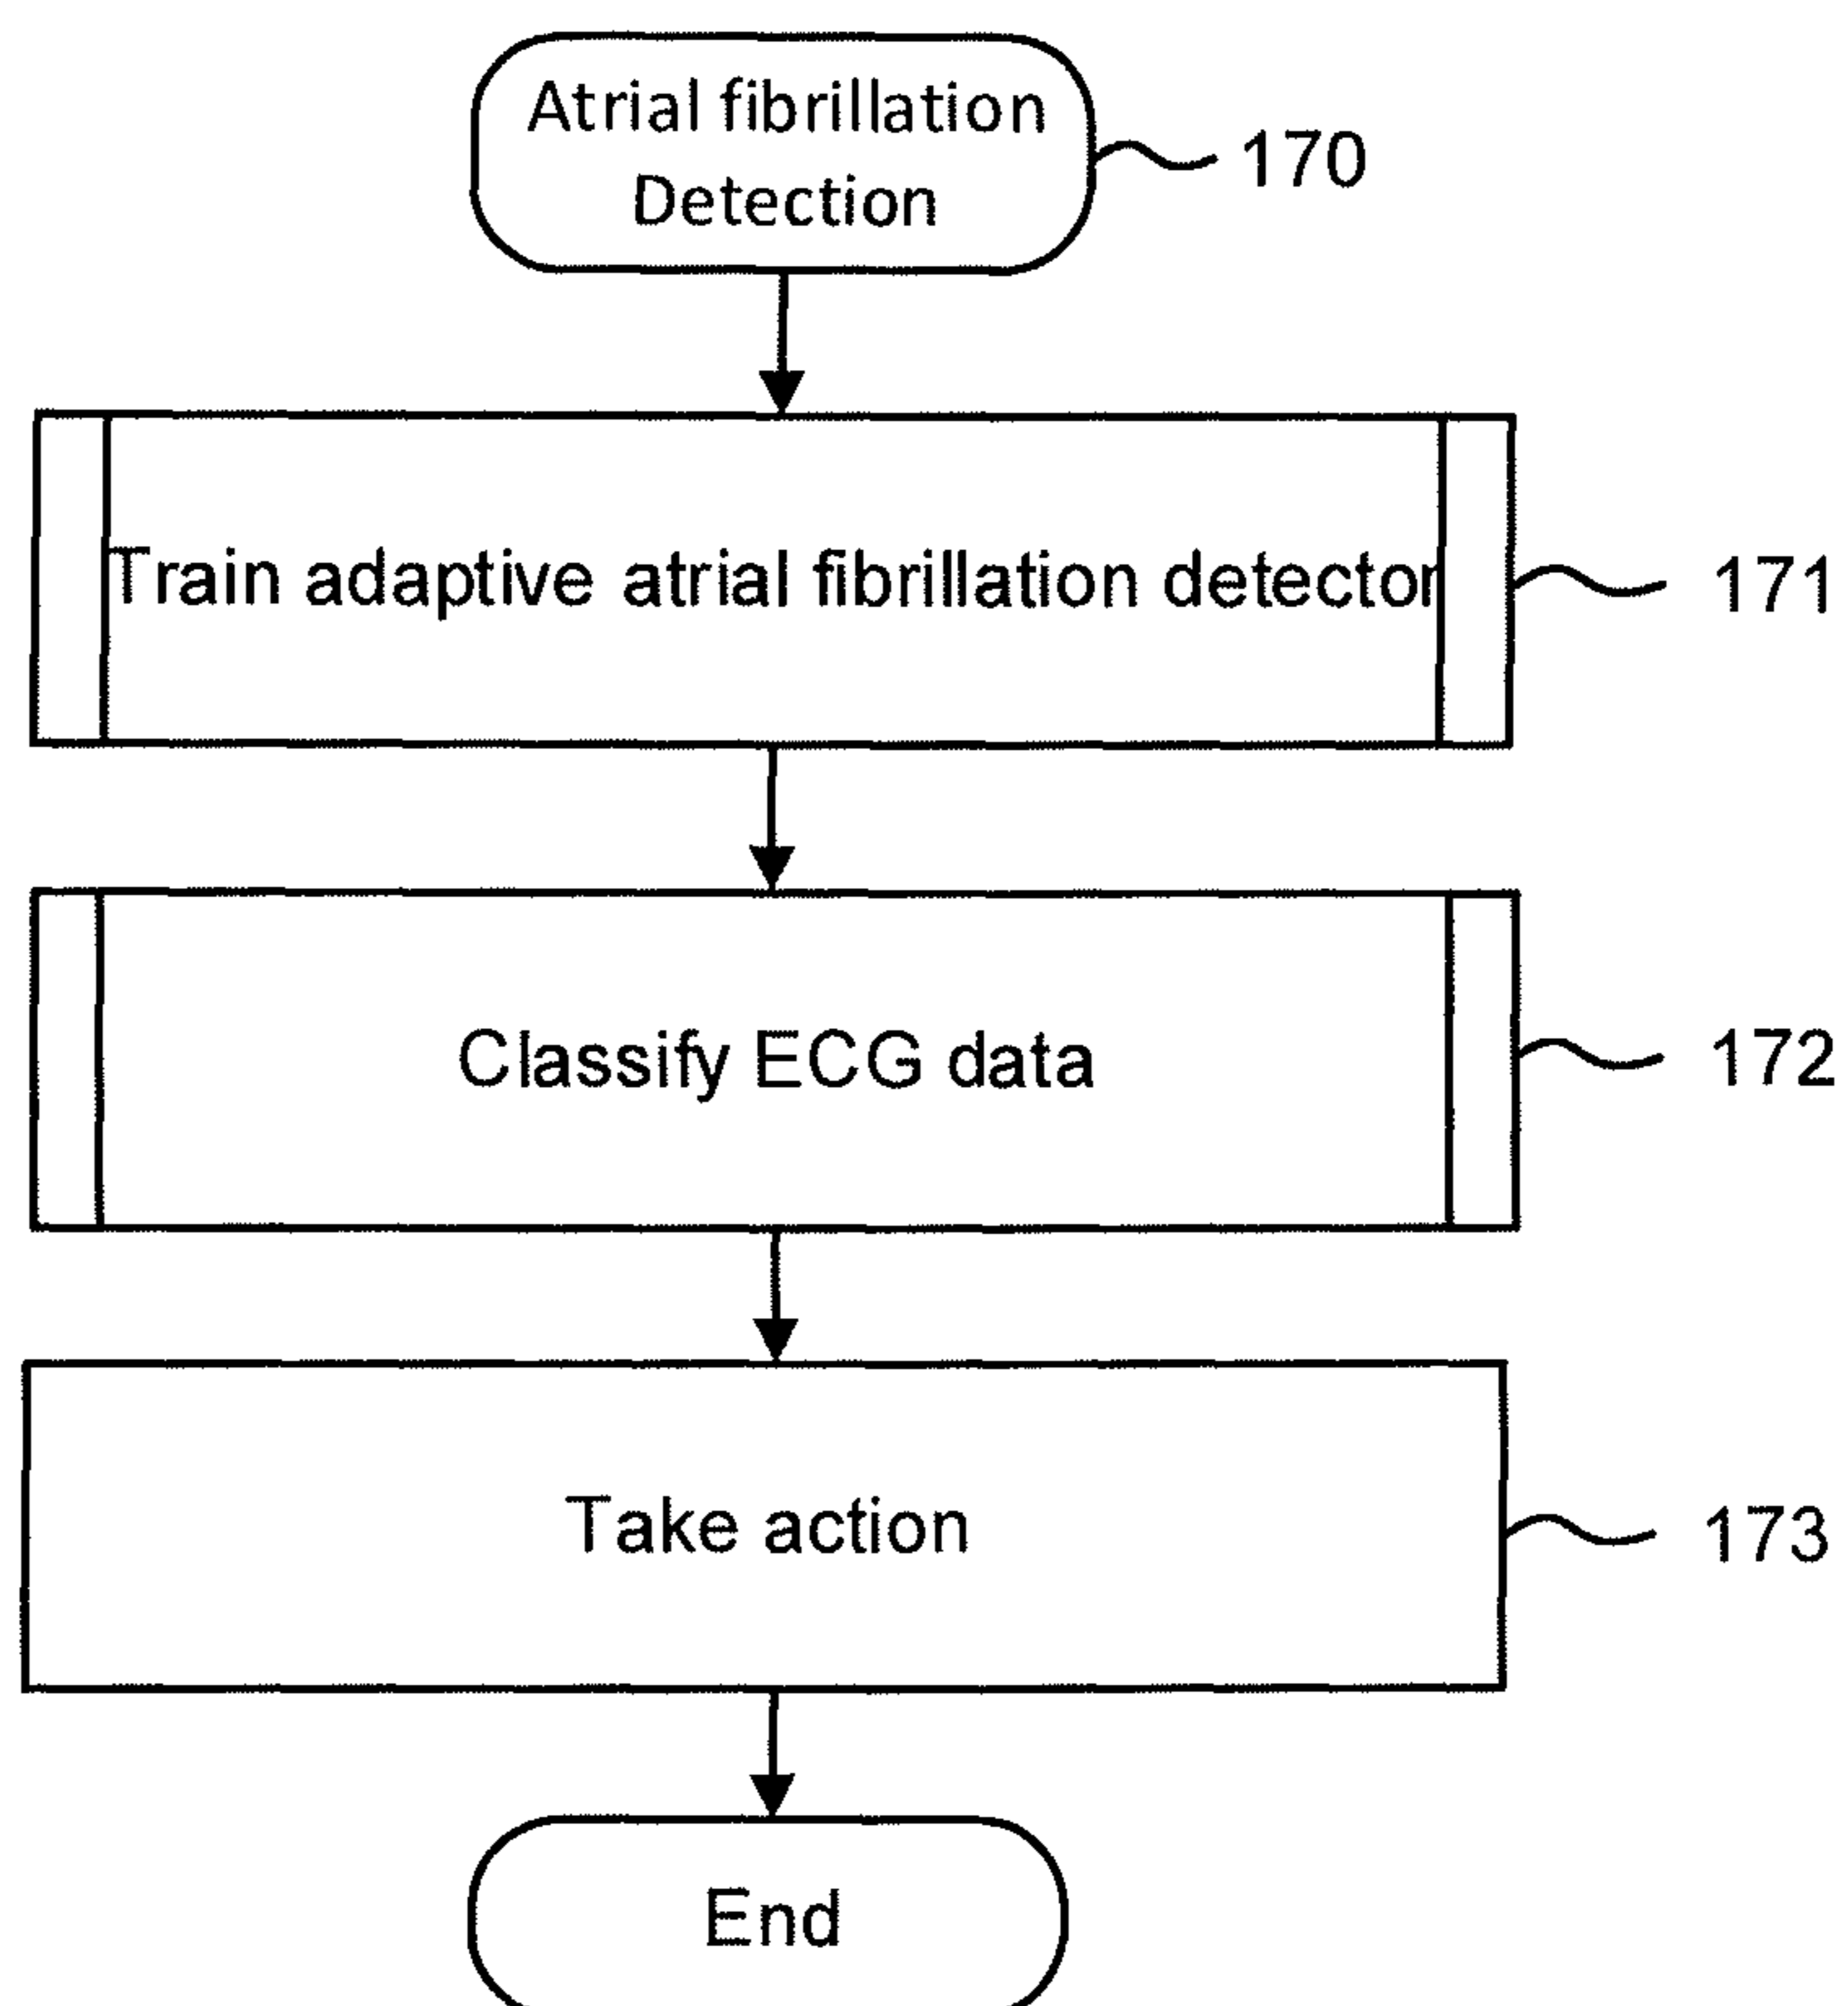 Atrial fibrillation
Detection
170
Train adaptive atrial fibrillation detector
171
Classify ECG data
172
Take action
173
End